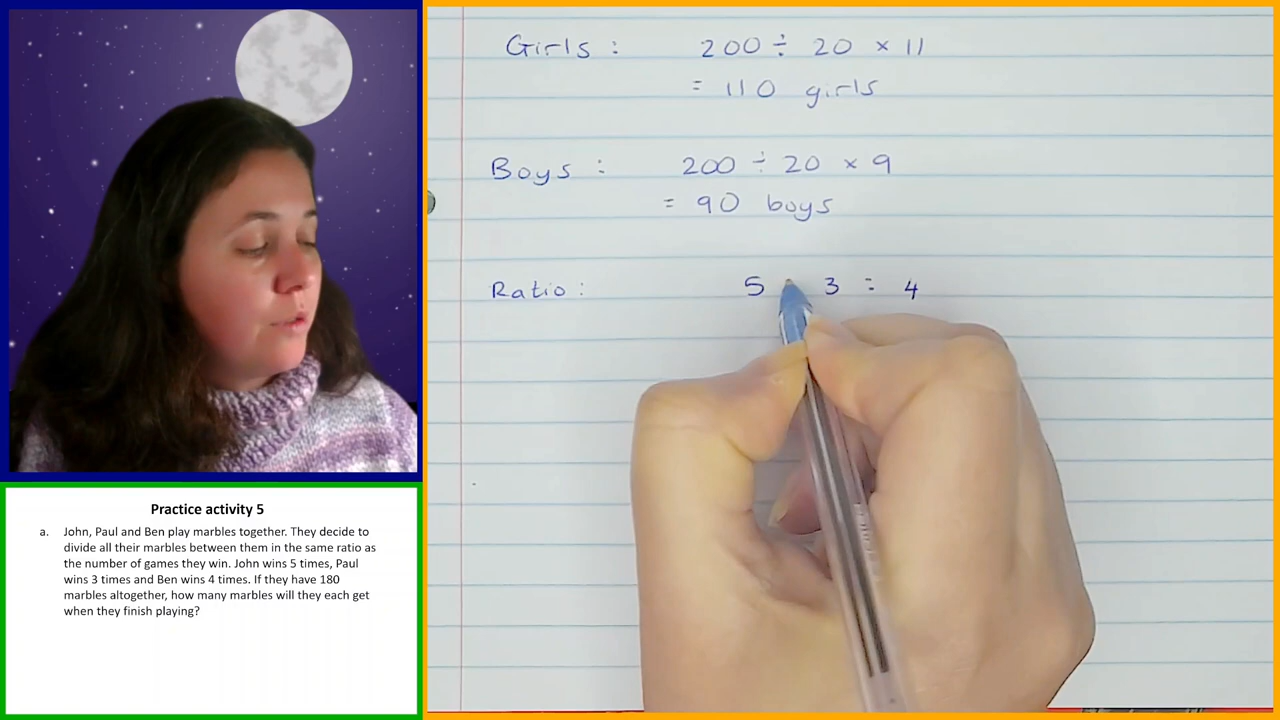 Girls : 200 ÷ 20 × 11
= 110 girls
Boys : 200 ÷ 20 × 9
= 90 boys
Ratio : 5 3 : 4
Practice activity 5
a. John, Paul and Ben play marbles together. They decide to
divide all their marbles between them in the same ratio as
the number of games they win. John wins 5 times, Paul
wins 3 times and Ben wins 4 times. If they have 180
marbles altogether, how many marbles will they each get
when they finish playing?